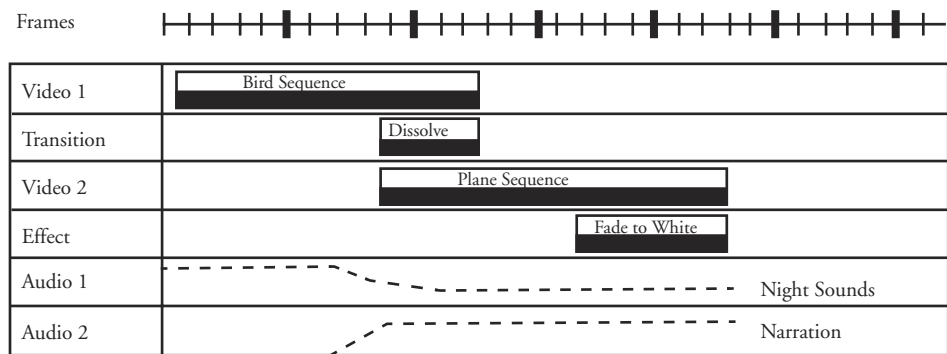 Frames
Video 1
Bird Sequence
Transition
Dissolve
Video 2
Plane Sequence
Effect
Fade to White
Audio 1
Night Sounds
Audio 2
Narration